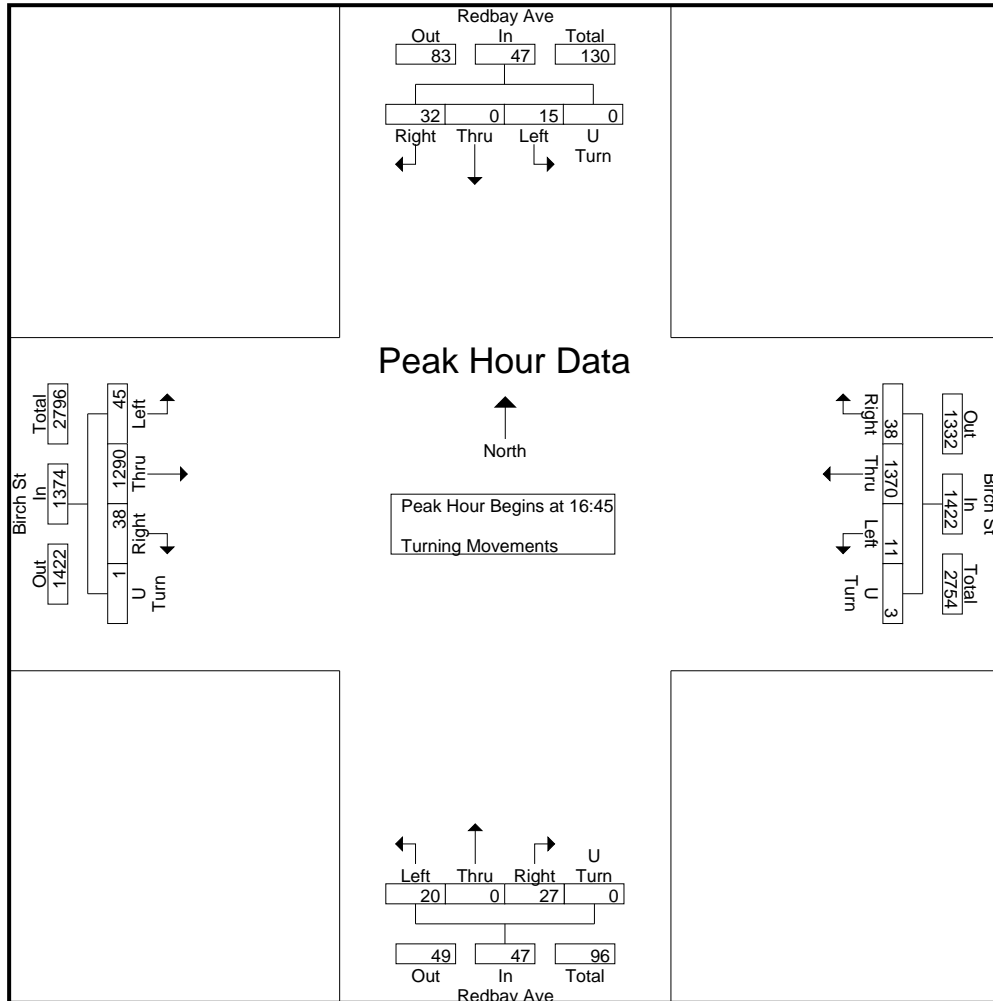 Redbay Ave
Out In Total
83 47 130
32 0 15 0
Right Thru Left U
Turn
Peak Hour Data
North
Peak Hour Begins at 16:45
Turning Movements
Birch St
Total In Out
2796 1374 1422
45 1290 38 1
Left Thru Right U
Turn
Birch St
Out In Total
1332 1422 2754
38 1370 11 3
Right Thru Left U
Turn
U
Left Thru Right Turn
20 0 27 0
49 47 96
Out In Total
Redbay Ave